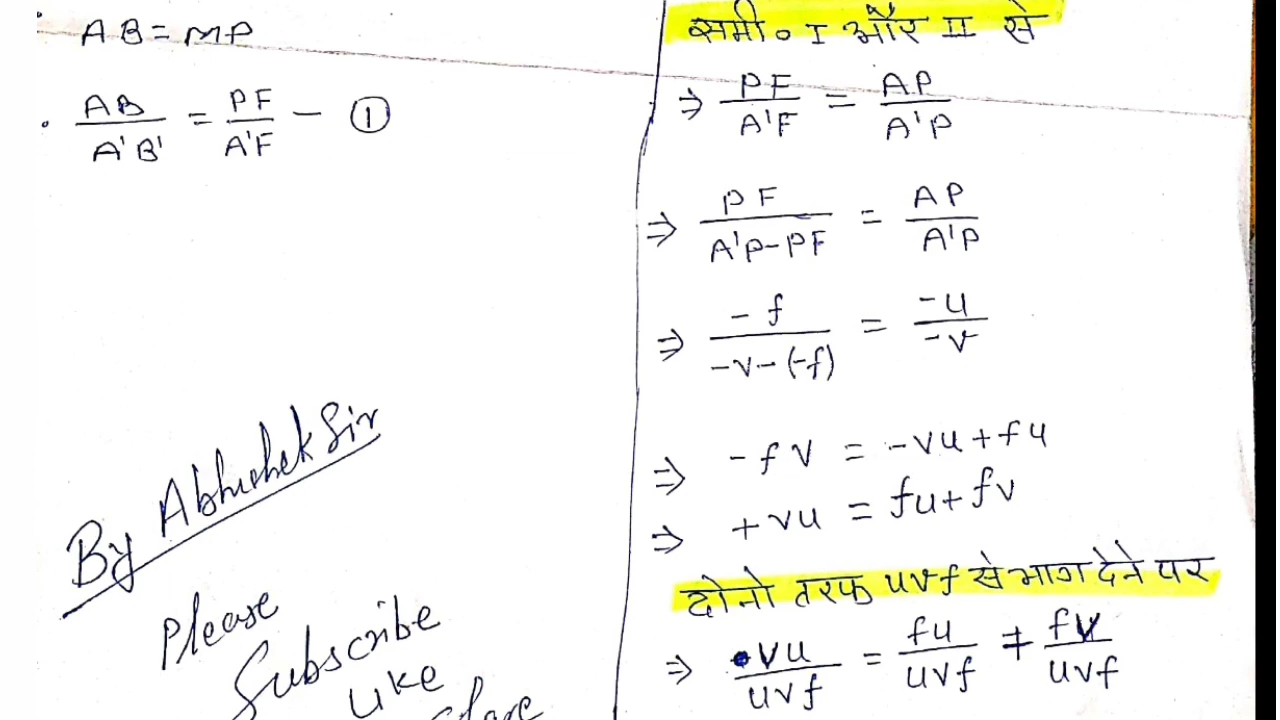 AB = MP
AB/A'B' = PF/A'F - ①
By Abhishek Sir
Please
Subscribe
Like
समी० I और II से
⇒ PF/A'F = AP/A'P
⇒ PF/A'P-PF = AP/A'P
⇒ -f/-v-(-f) = -u/-v
⇒ -fv = -vu+fu
⇒ +vu = fu+fv
दोनो तरफ uvf से भाग देने पर
⇒ vu/uvf = fu/uvf + fv/uvf